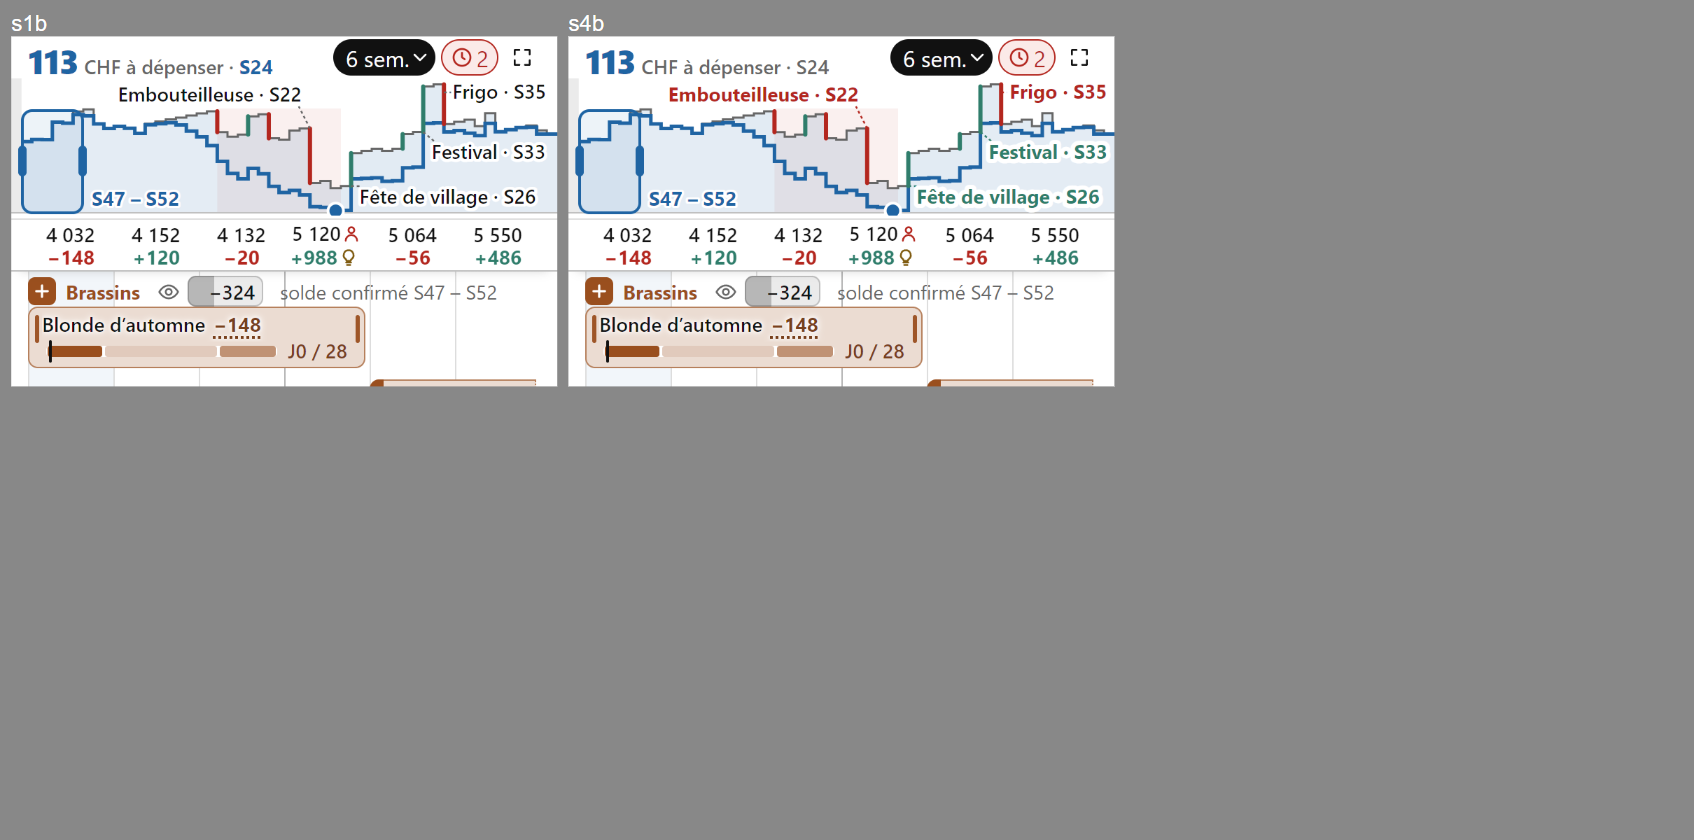 s1b
113 CHF à dépenser · S24
6 sem.
2
Embouteilleuse · S22
Frigo · S35
Festival · S33
S47 – S52
Fête de village · S26
4 032 4 152 4 132 5 120 5 064 5 550
−148 +120 −20 +988 −56 +486
+ Brassins −324 solde confirmé S47 – S52
Blonde d’automne −148
J0 / 28
s4b
113 CHF à dépenser · S24
6 sem.
2
Embouteilleuse · S22
Frigo · S35
Festival · S33
S47 – S52
Fête de village · S26
4 032 4 152 4 132 5 120 5 064 5 550
−148 +120 −20 +988 −56 +486
+ Brassins −324 solde confirmé S47 – S52
Blonde d’automne −148
J0 / 28